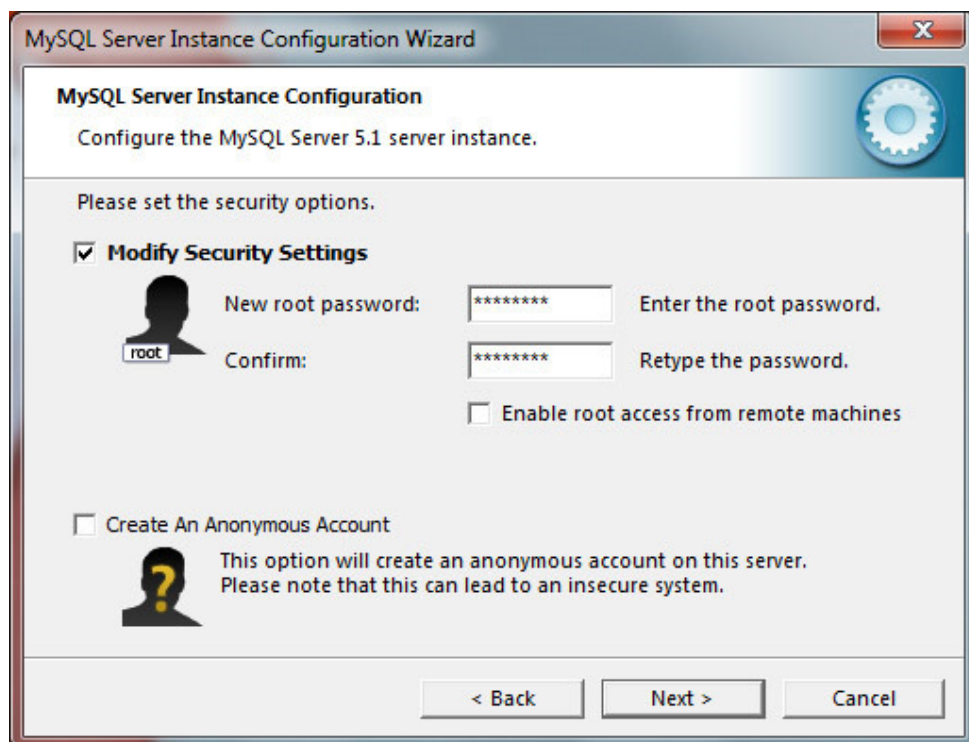 MySQL Server Instance Configuration Wizard
X
MySQL Server Instance Configuration
Configure the MySQL Server 5.1 server instance.
Please set the security options.
Modify Security Settings
New root password: ******** Enter the root password.
root
Confirm: ******** Retype the password.
Enable root access from remote machines
Create An Anonymous Account
?
This option will create an anonymous account on this server.
Please note that this can lead to an insecure system.
< Back Next > Cancel